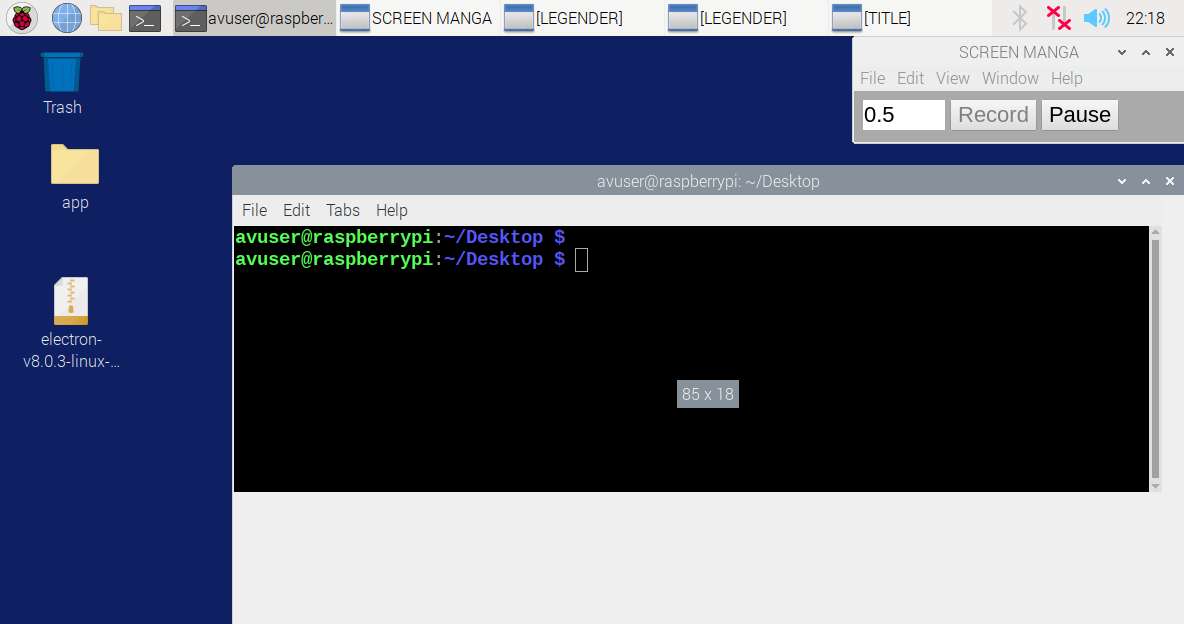 avuser@raspber...
SCREEN MANGA
[LEGENDER]
[LEGENDER]
[TITLE]
22:18
SCREEN MANGA
File Edit View Window Help
0.5 Record Pause
Trash
app
electron-
v8.0.3-linux-...
avuser@raspberrypi: ~/Desktop
File Edit Tabs Help
avuser@raspberrypi:~/Desktop $
avuser@raspberrypi:~/Desktop $
85 x 18